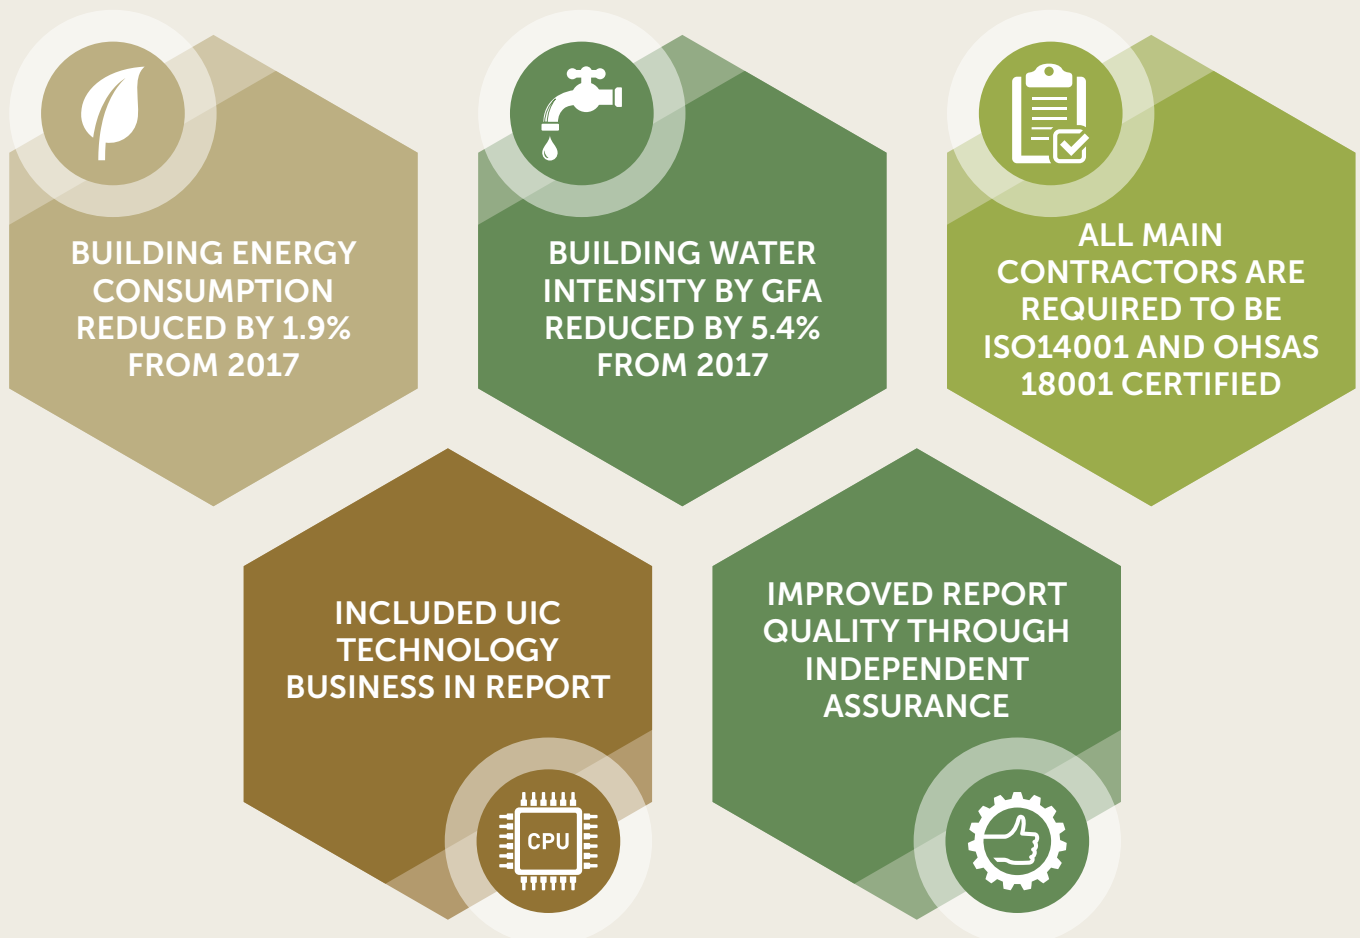 BUILDING ENERGY
CONSUMPTION
REDUCED BY 1.9%
FROM 2017
BUILDING WATER
INTENSITY BY GFA
REDUCED BY 5.4%
FROM 2017
ALL MAIN
CONTRACTORS ARE
REQUIRED TO BE
ISO14001 AND OHSAS
18001 CERTIFIED
INCLUDED UIC
TECHNOLOGY
BUSINESS IN REPORT
CPU
IMPROVED REPORT
QUALITY THROUGH
INDEPENDENT
ASSURANCE